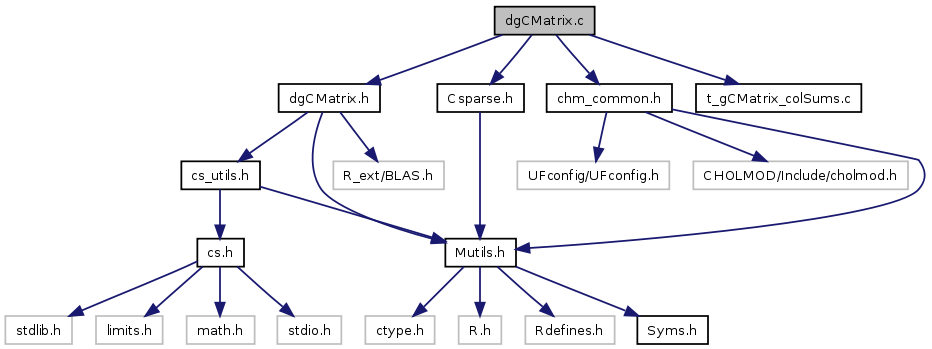 dgCMatrix.c
dgCMatrix.h
Csparse.h
chm_common.h
t_gCMatrix_colSums.c
cs_utils.h
R_ext/BLAS.h
UFconfig/UFconfig.h
CHOLMOD/Include/cholmod.h
cs.h
Mutils.h
stdlib.h
limits.h
math.h
stdio.h
ctype.h
R.h
Rdefines.h
Syms.h